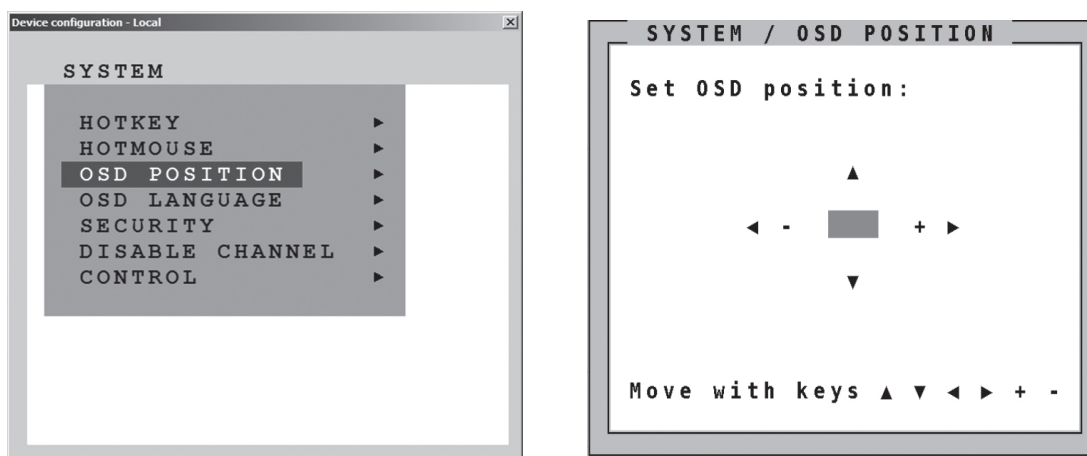 Device configuration - Local
SYSTEM
HOTKEY ►
HOTMOUSE ►
OSD POSITION ►
OSD LANGUAGE ►
SECURITY ►
DISABLE CHANNEL ►
CONTROL ►
SYSTEM / OSD POSITION
Set OSD position:
▲
◄ - + ►
▼
Move with keys ▲ ▼ ◄ ► + -